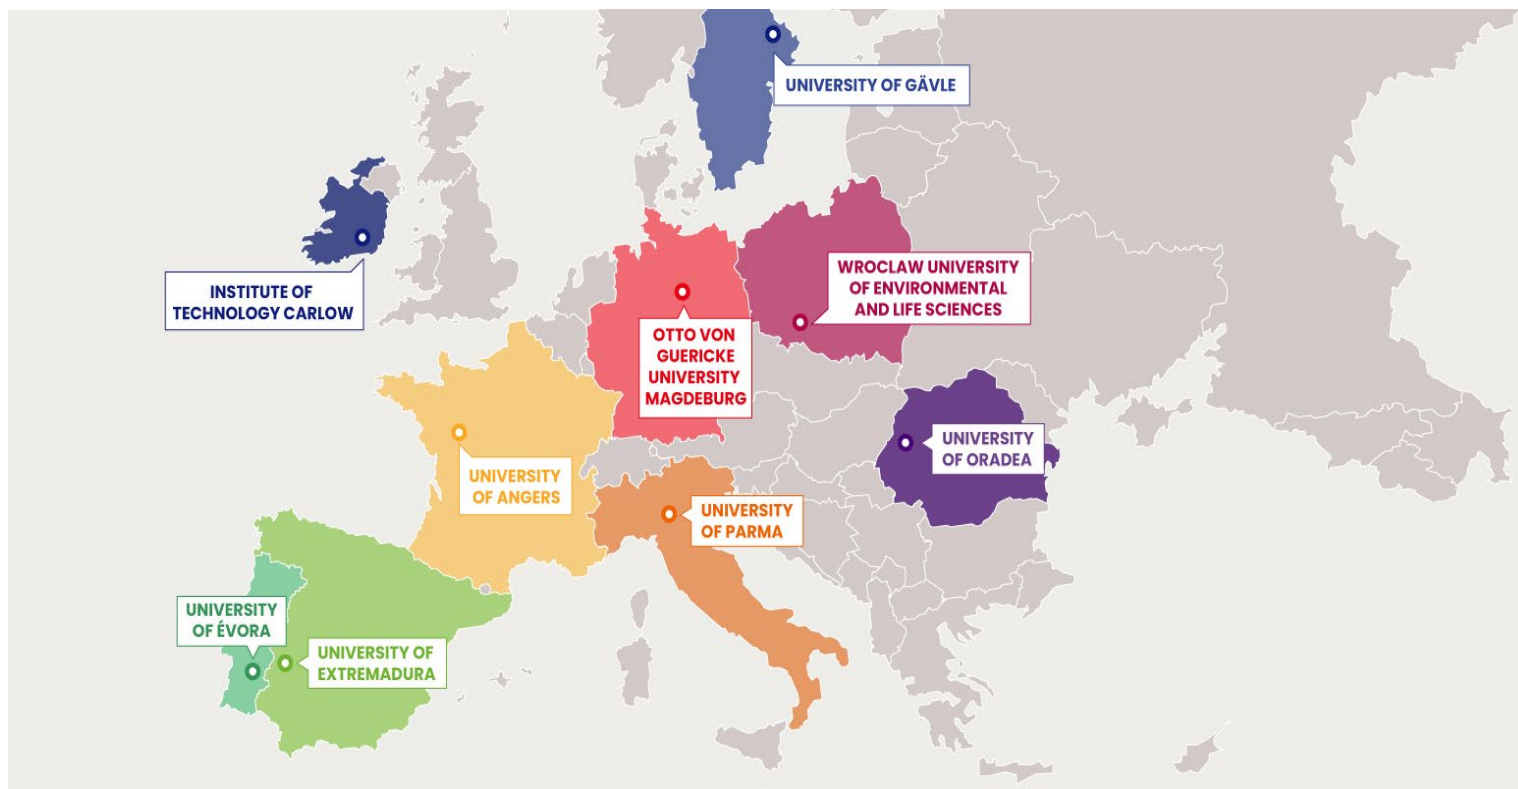 UNIVERSITY OF GÄVLE
WROCLAW UNIVERSITY
OF ENVIRONMENTAL
AND LIFE SCIENCES
INSTITUTE OF
TECHNOLOGY CARLOW
OTTO VON
GUERICKE
UNIVERSITY
MAGDEBURG
UNIVERSITY
OF ORADEA
UNIVERSITY
OF ANGERS
UNIVERSITY
OF PARMA
UNIVERSITY
OF ÉVORA
UNIVERSITY OF
EXTREMADURA